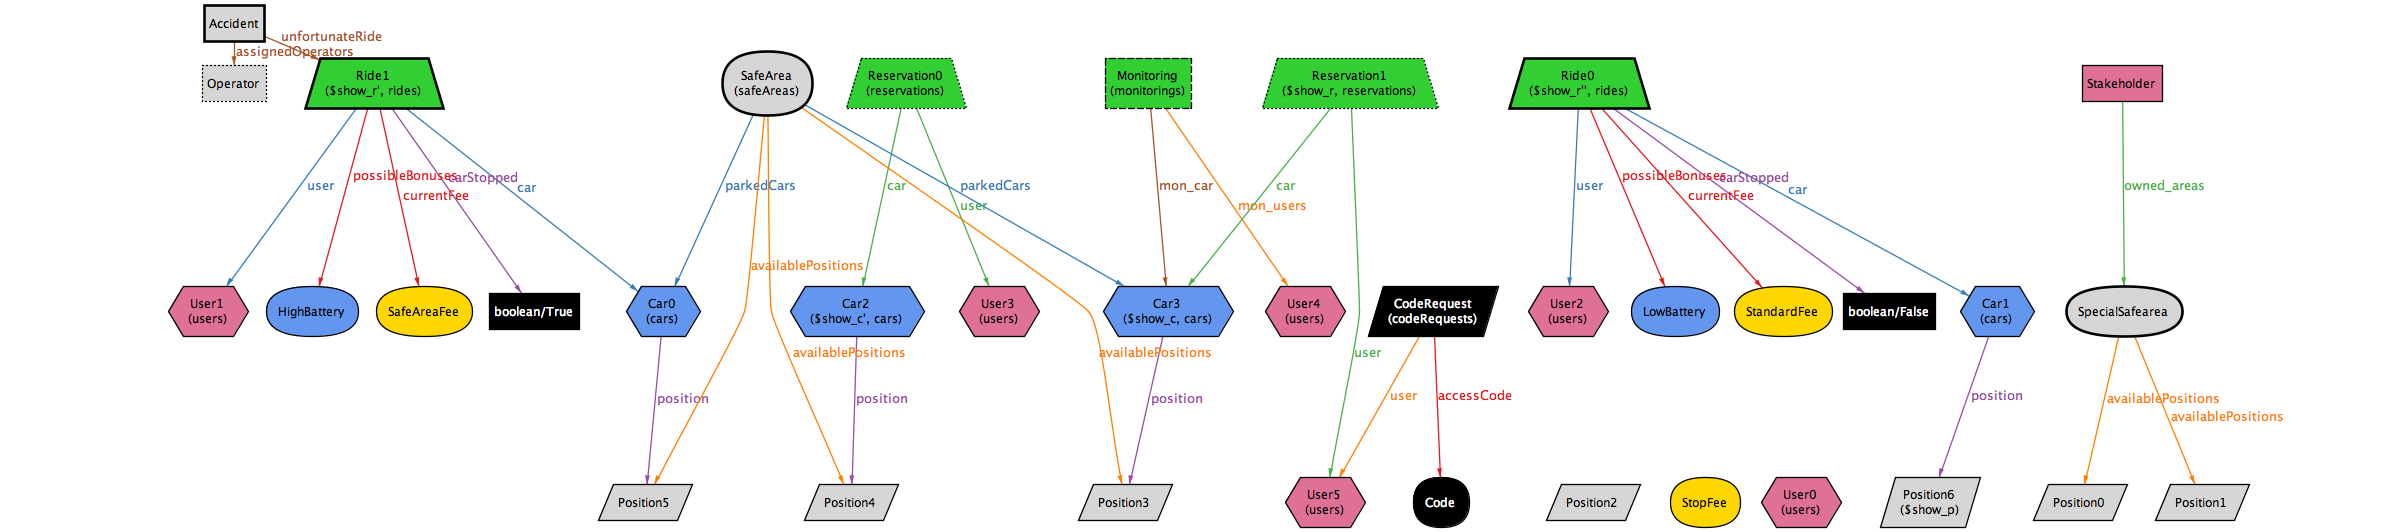 Accident
unfortunateRide
assignedOperators
Operator
Ride1
($show_r', rides)
SafeArea
(safeAreas)
Reservation0
(reservations)
Monitoring
(monitorings)
Reservation1
($show_r, reservations)
Ride0
($show_r'', rides)
Stakeholder
user
possibleBonuses
carStopped
currentFee
car
parkedCars
car
user
parkedCars
mon_car
mon_users
car
user
possibleBonuses
carStopped
currentFee
car
owned_areas
availablePositions
User1
(users)
HighBattery
SafeAreaFee
boolean/True
Car0
(cars)
Car2
($show_c', cars)
User3
(users)
Car3
($show_c, cars)
User4
(users)
CodeRequest
(codeRequests)
User2
(users)
LowBattery
StandardFee
boolean/False
Car1
(cars)
SpecialSafearea
availablePositions
availablePositions
user
position
position
position
user
accessCode
position
availablePositions
availablePositions
Position5
Position4
Position3
User5
(users)
Code
Position2
StopFee
User0
(users)
Position6
($show_p)
Position0
Position1